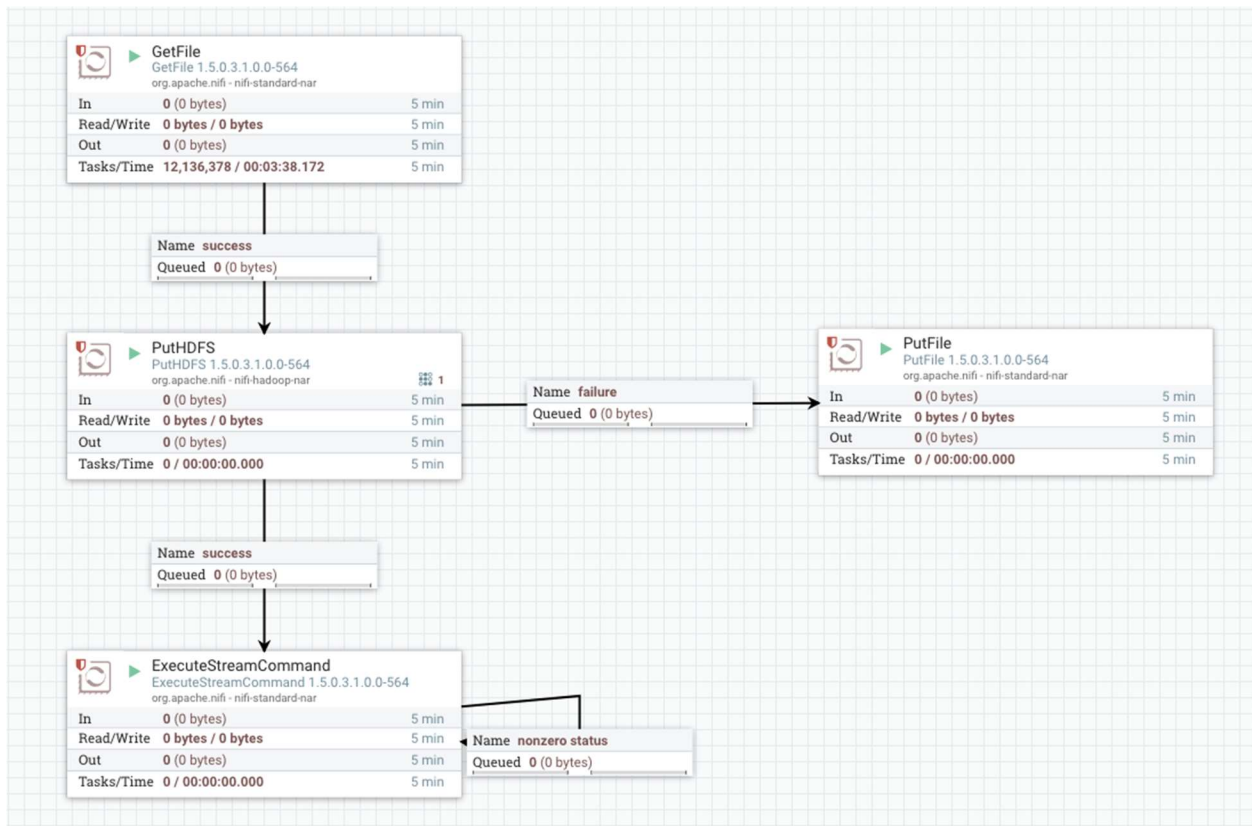 GetFile
GetFile 1.5.0.3.1.0.0-564
org.apache.nifi - nifi-standard-nar
In 0 (0 bytes) 5 min
Read/Write 0 bytes / 0 bytes 5 min
Out 0 (0 bytes) 5 min
Tasks/Time 12,136,378 / 00:03:38.172 5 min
Name success
Queued 0 (0 bytes)
PutHDFS
PutHDFS 1.5.0.3.1.0.0-564
org.apache.nifi - nifi-hadoop-nar
1
In 0 (0 bytes) 5 min
Read/Write 0 bytes / 0 bytes 5 min
Out 0 (0 bytes) 5 min
Tasks/Time 0 / 00:00:00.000 5 min
Name failure
Queued 0 (0 bytes)
PutFile
PutFile 1.5.0.3.1.0.0-564
org.apache.nifi - nifi-standard-nar
In 0 (0 bytes) 5 min
Read/Write 0 bytes / 0 bytes 5 min
Out 0 (0 bytes) 5 min
Tasks/Time 0 / 00:00:00.000 5 min
Name success
Queued 0 (0 bytes)
ExecuteStreamCommand
ExecuteStreamCommand 1.5.0.3.1.0.0-564
org.apache.nifi - nifi-standard-nar
In 0 (0 bytes) 5 min
Read/Write 0 bytes / 0 bytes 5 min
Out 0 (0 bytes) 5 min
Tasks/Time 0 / 00:00:00.000 5 min
Name nonzero status
Queued 0 (0 bytes)